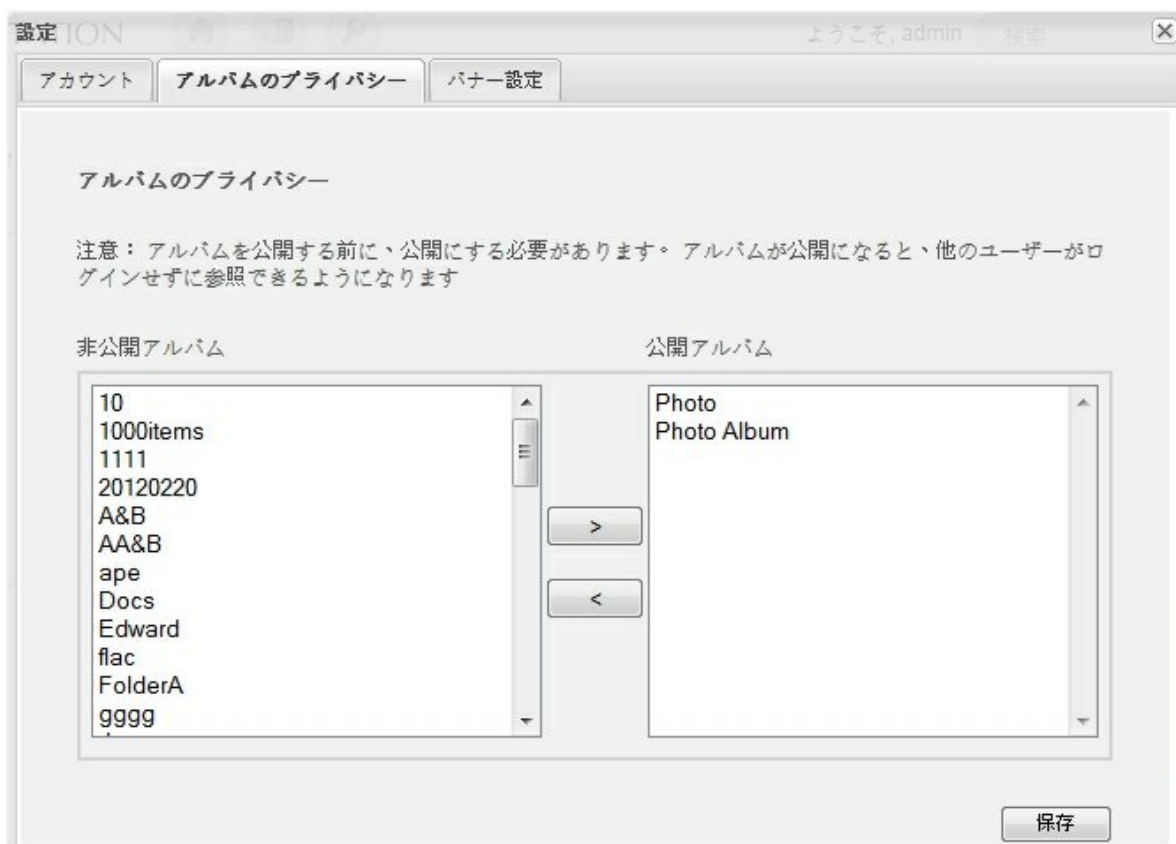 設定
TATION
ようこそ, admin
検索
アカウント
アルバムのプライバシー
バナー設定
アルバムのプライバシー
注意： アルバムを公開する前に、公開にする必要があります。 アルバムが公開になると、他のユーザーがロ
グインせずに参照できるようになります
非公開アルバム
公開アルバム
10
1000items
1111
20120220
A&B
AA&B
ape
Docs
Edward
flac
FolderA
gggg
Photo
Photo Album
>
<
保存